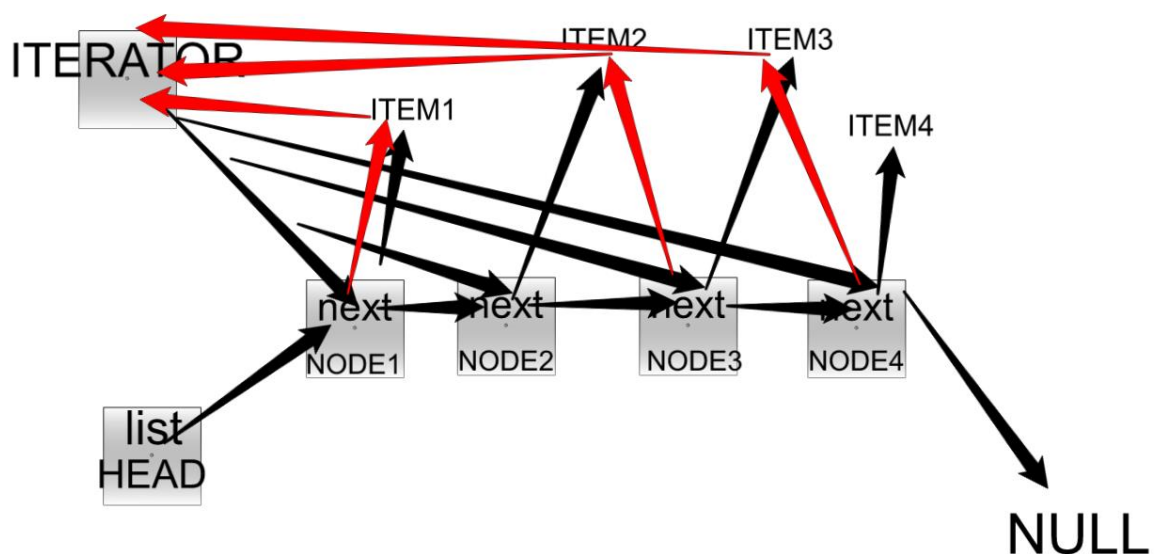 ITERATOR
ITEM2
ITEM3
ITEM1
ITEM4
next
next
next
next
NODE1
NODE2
NODE3
NODE4
list
HEAD
NULL